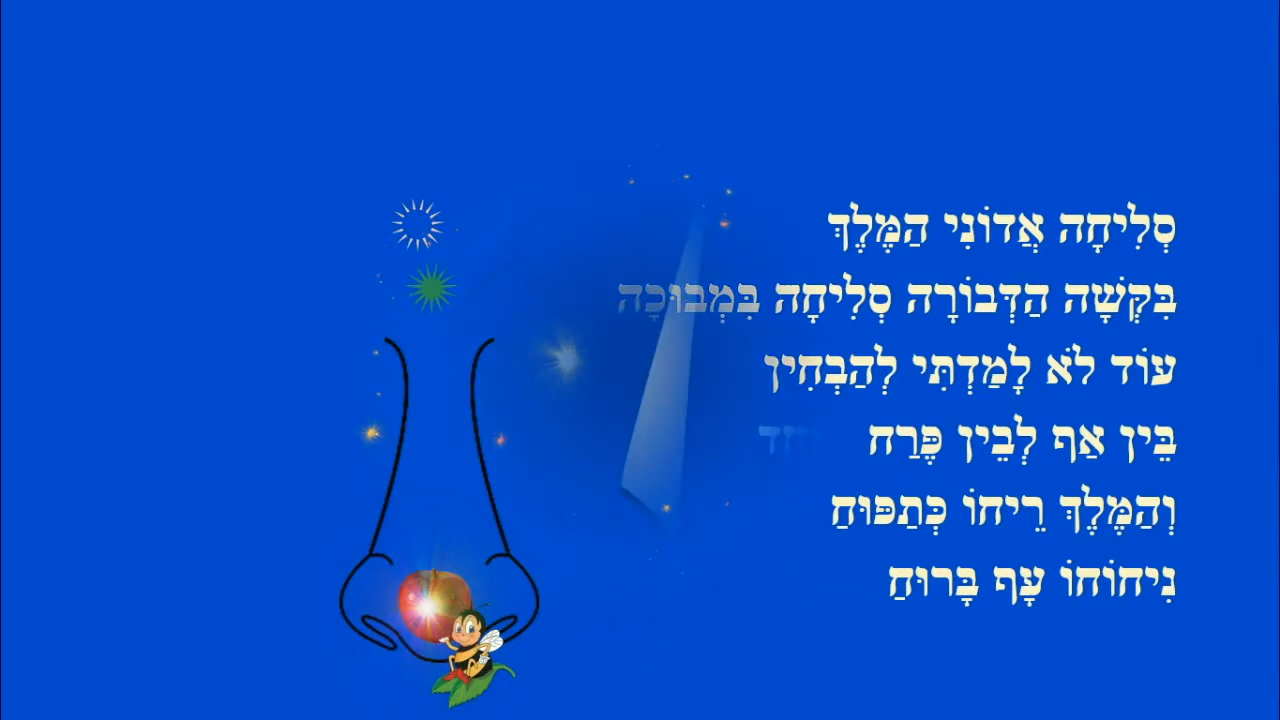 סְלִיחָה אֲדוֹנִי הַמֶּלֶךְ
בִּקְּשָׁה הַדְּבוֹרָה סְלִיחָה בִּמְבוּכָה
עוֹד לֹא לָמַדְתִּי לְהַבְחִין
בֵּין אַף לְבֵין פֶּרַח
וְהַמֶּלֶךְ רֵיחוֹ כְּתַפּוּחַ
נִיחוֹחוֹ עָף בָּרוּחַ